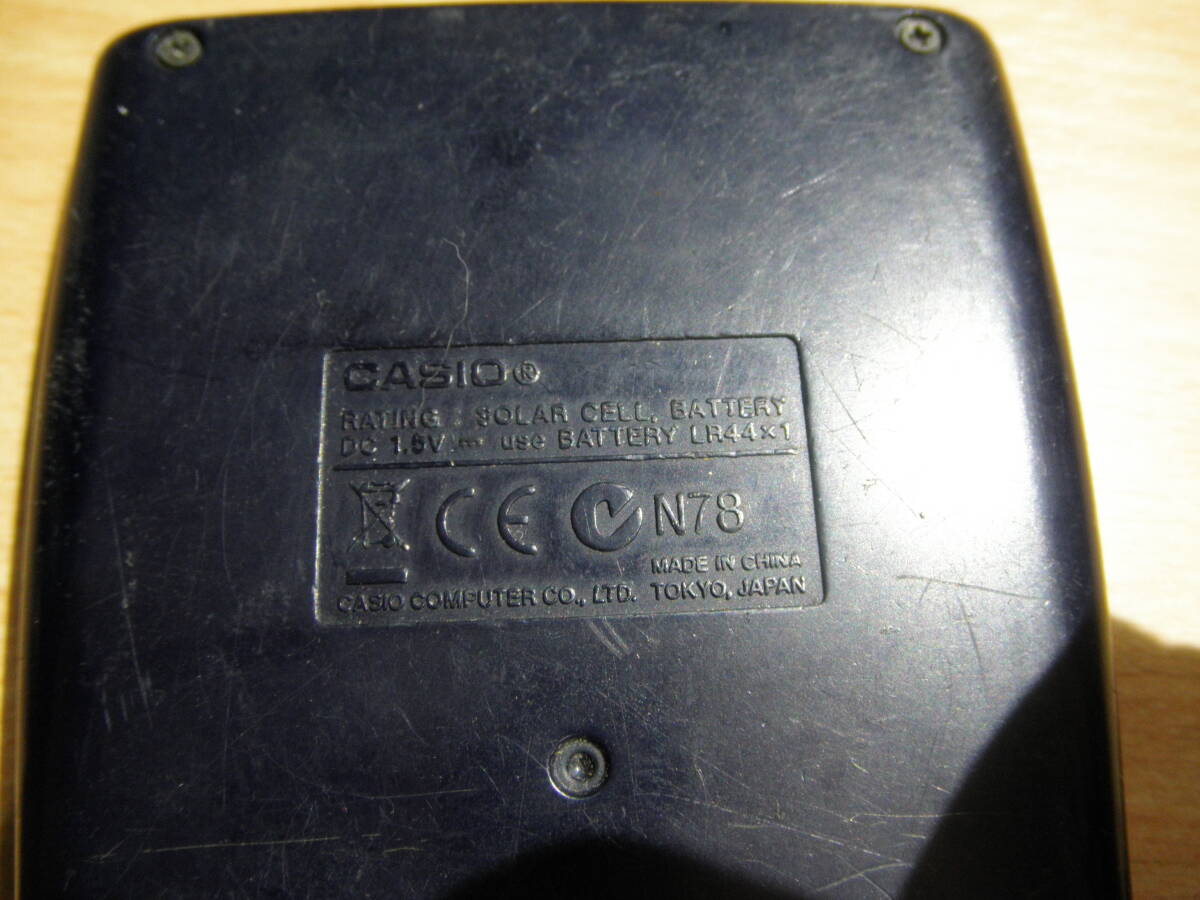 CASIO®
RATING : SOLAR CELL, BATTERY
DC 1.5V ⎓ use BATTERY LR44×1
CE N78
MADE IN CHINA
CASIO COMPUTER CO., LTD. TOKYO, JAPAN